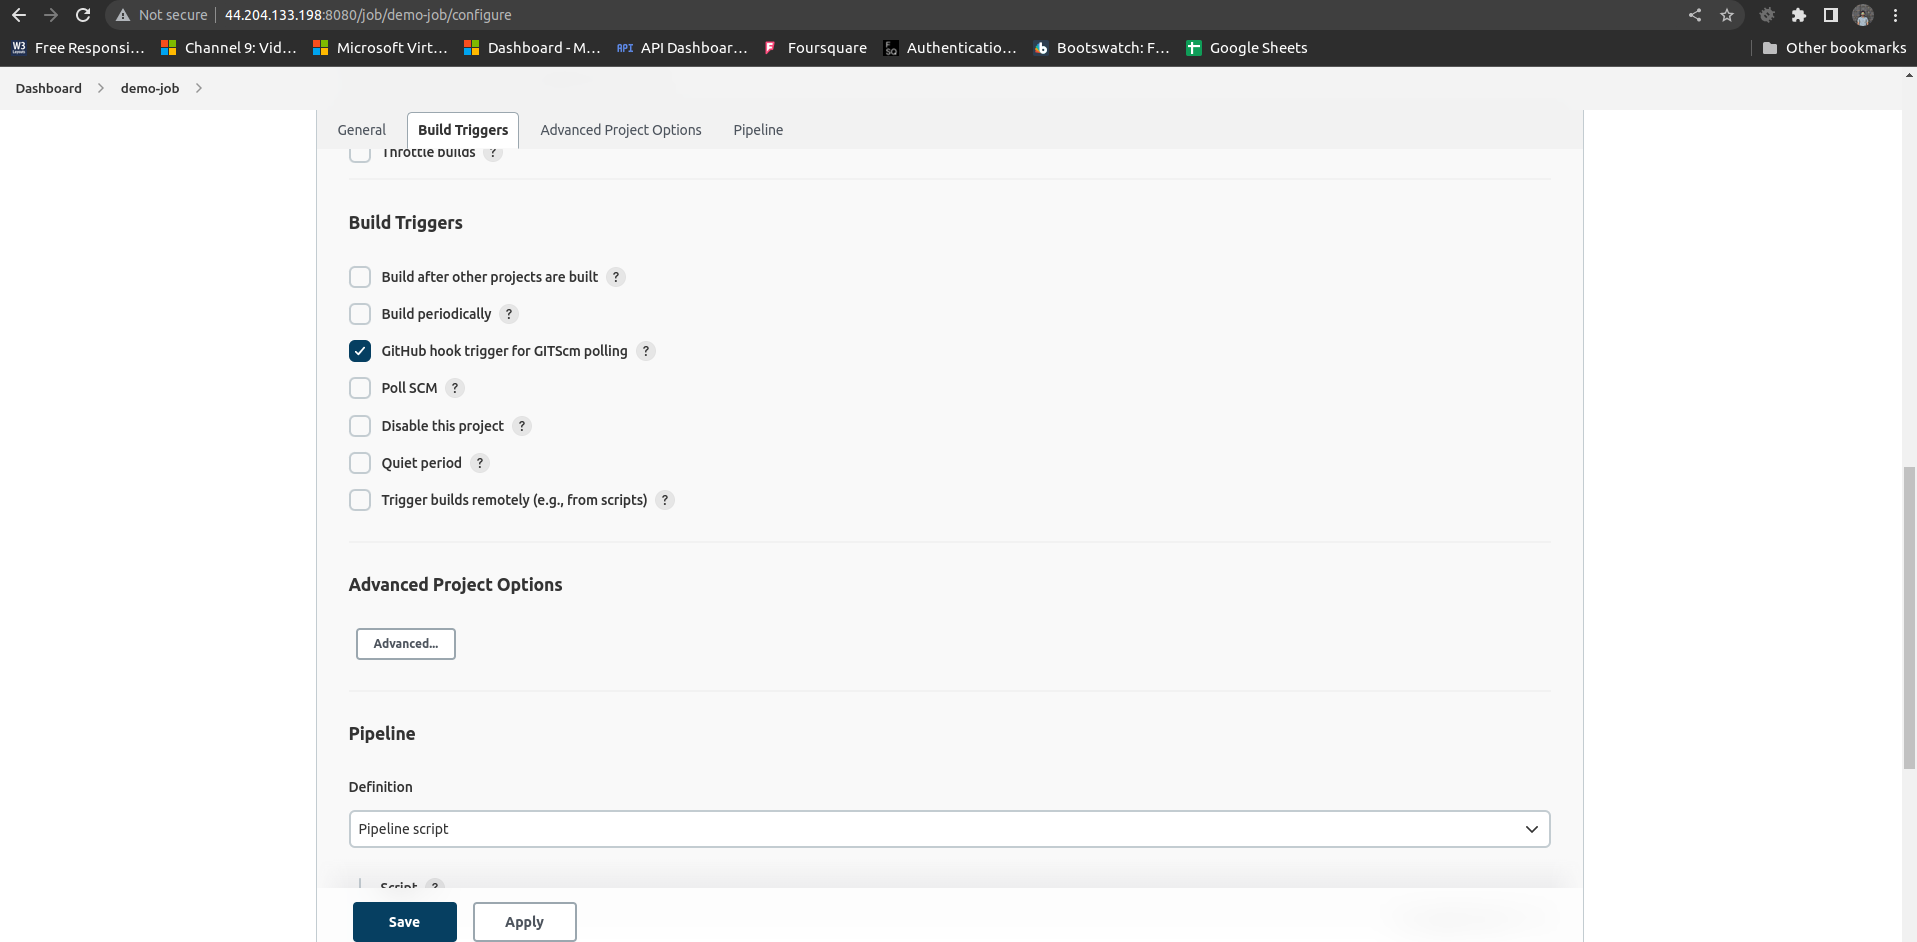 Not secure 44.204.133.198:8080/job/demo-job/configure
W3 Free Responsi... Channel 9: Vid... Microsoft Virt... Dashboard - M... API API Dashboar... Foursquare Authenticatio... Bootswatch: F... Google Sheets Other bookmarks
Dashboard demo-job
General Build Triggers Advanced Project Options Pipeline
Throttle builds ?
Build Triggers
Build after other projects are built ?
Build periodically ?
GitHub hook trigger for GITScm polling ?
Poll SCM ?
Disable this project ?
Quiet period ?
Trigger builds remotely (e.g., from scripts) ?
Advanced Project Options
Advanced...
Pipeline
Definition
Pipeline script
Script ?
Save Apply